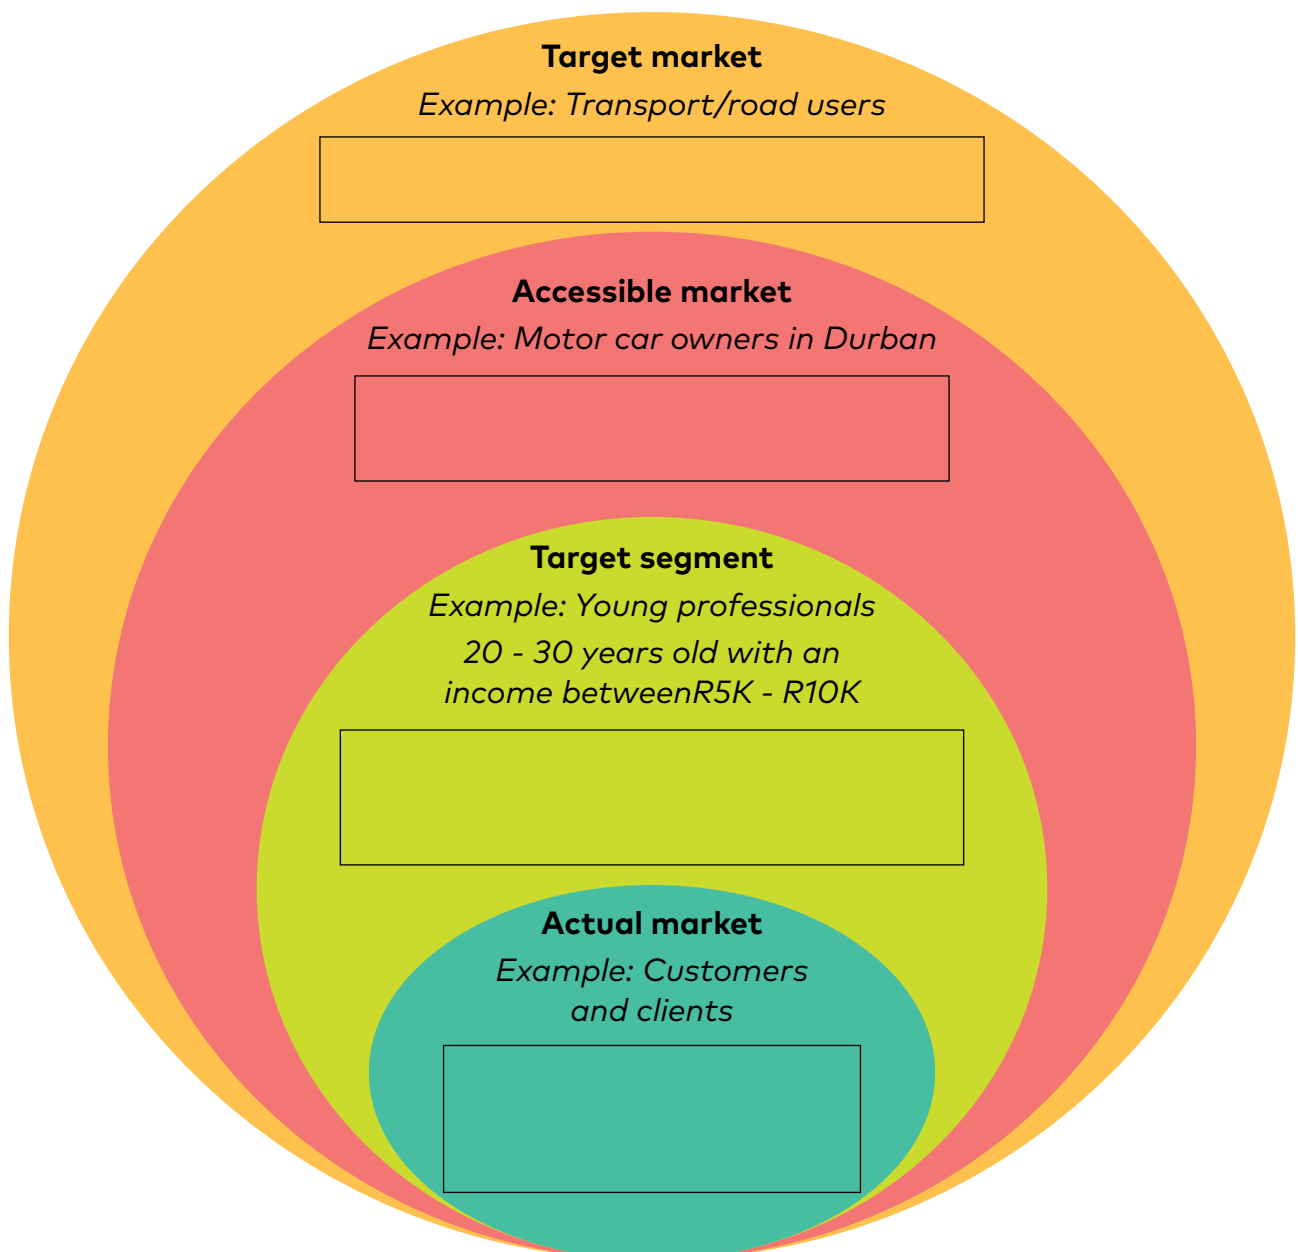 Target market
Example: Transport/road users
Accessible market
Example: Motor car owners in Durban
Target segment
Example: Young professionals
20 - 30 years old with an
income betweenR5K - R10K
Actual market
Example: Customers
and clients